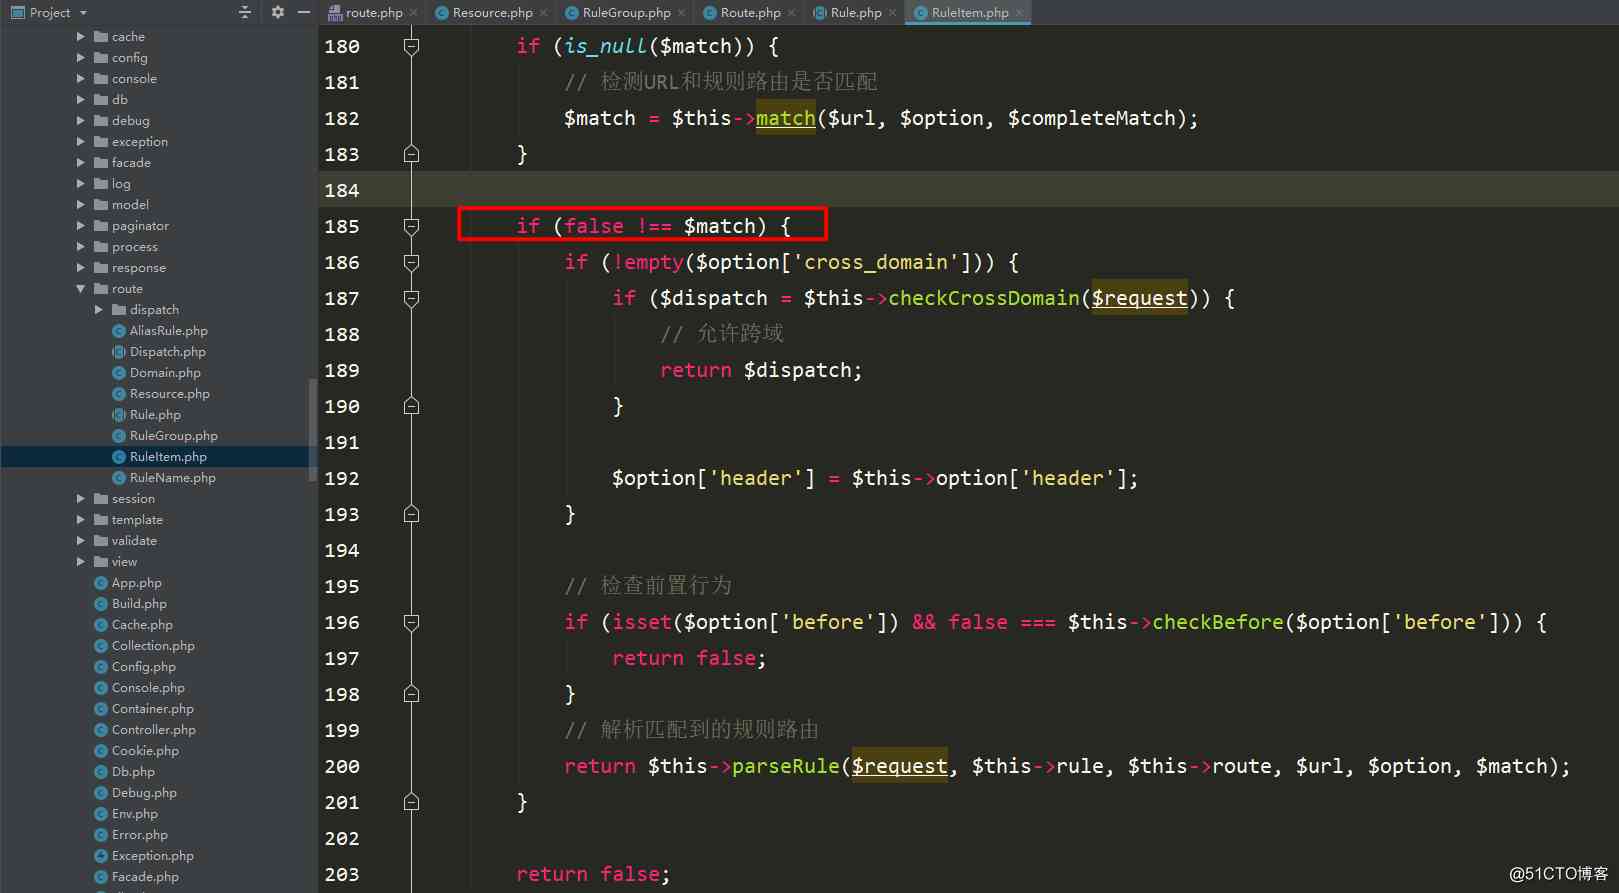 Project
route.php
Resource.php
RuleGroup.php
Route.php
Rule.php
RuleItem.php
cache
config
console
db
debug
exception
facade
log
model
paginator
process
response
route
dispatch
AliasRule.php
Dispatch.php
Domain.php
Resource.php
Rule.php
RuleGroup.php
RuleItem.php
RuleName.php
session
template
validate
view
App.php
Build.php
Cache.php
Collection.php
Config.php
Console.php
Container.php
Controller.php
Cookie.php
Db.php
Debug.php
Env.php
Error.php
Exception.php
Facade.php
180 if (is_null($match)) {
181 // 检测URL和规则路由是否匹配
182 $match = $this->match($url, $option, $completeMatch);
183 }
184
185 if (false !== $match) {
186 if (!empty($option['cross_domain'])) {
187 if ($dispatch = $this->checkCrossDomain($request)) {
188 // 允许跨域
189 return $dispatch;
190 }
191
192 $option['header'] = $this->option['header'];
193 }
194
195 // 检查前置行为
196 if (isset($option['before']) && false === $this->checkBefore($option['before'])) {
197 return false;
198 }
199 // 解析匹配到的规则路由
200 return $this->parseRule($request, $this->rule, $this->route, $url, $option, $match);
201 }
202
203 return false;
@51CTO博客